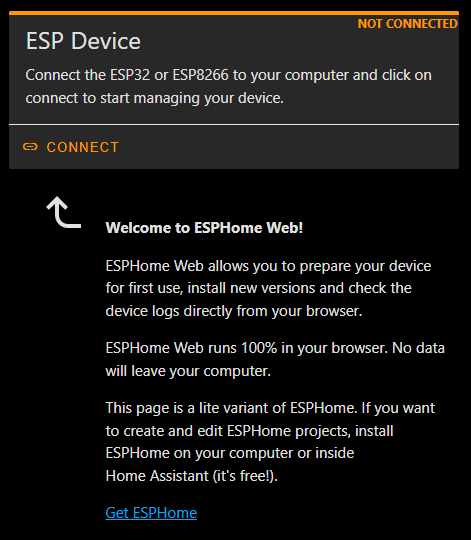 NOT CONNECTED
ESP Device
Connect the ESP32 or ESP8266 to your computer and click on
connect to start managing your device.
CONNECT
Welcome to ESPHome Web!
ESPHome Web allows you to prepare your device
for first use, install new versions and check the
device logs directly from your browser.
ESPHome Web runs 100% in your browser. No data
will leave your computer.
This page is a lite variant of ESPHome. If you want
to create and edit ESPHome projects, install
ESPHome on your computer or inside
Home Assistant (it's free!).
Get ESPHome